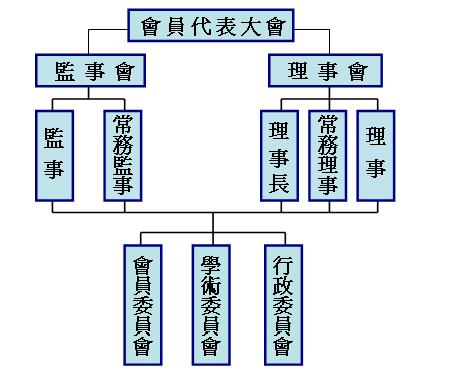 會員代表大會
監事會
理事會
監事
常務監事
理事長
常務理事
理事
會員委員會
學術委員會
行政委員會